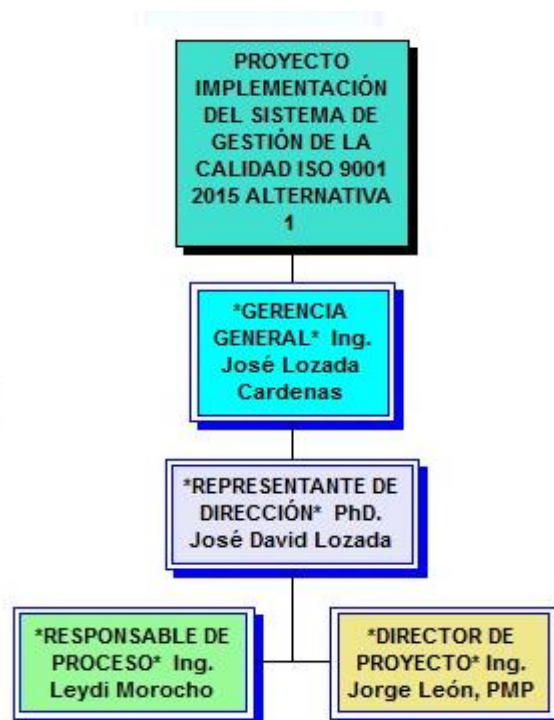 PROYECTO
IMPLEMENTACIÓN
DEL SISTEMA DE
GESTIÓN DE LA
CALIDAD ISO 9001
2015 ALTERNATIVA
1
*GERENCIA
GENERAL* Ing.
José Lozada
Cardenas
*REPRESENTANTE DE
DIRECCIÓN* PhD.
José David Lozada
*RESPONSABLE DE
PROCESO* Ing.
Leydi Morocho
*DIRECTOR DE
PROYECTO* Ing.
Jorge León, PMP